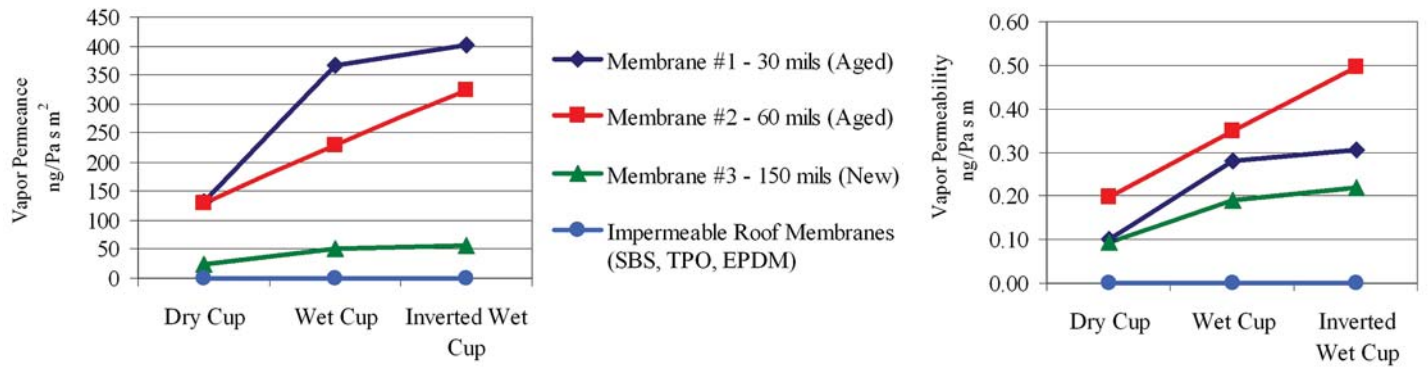 Vapor Permeance
ng/Pa s m²
450
400
350
300
250
200
150
100
50
0
Dry Cup
Wet Cup
Inverted Wet
Cup
Membrane #1 - 30 mils (Aged)
Membrane #2 - 60 mils (Aged)
Membrane #3 - 150 mils (New)
Impermeable Roof Membranes
(SBS, TPO, EPDM)
Vapor Permeability
ng/Pa s m
0.60
0.50
0.40
0.30
0.20
0.10
0.00
Dry Cup
Wet Cup
Inverted
Wet Cup